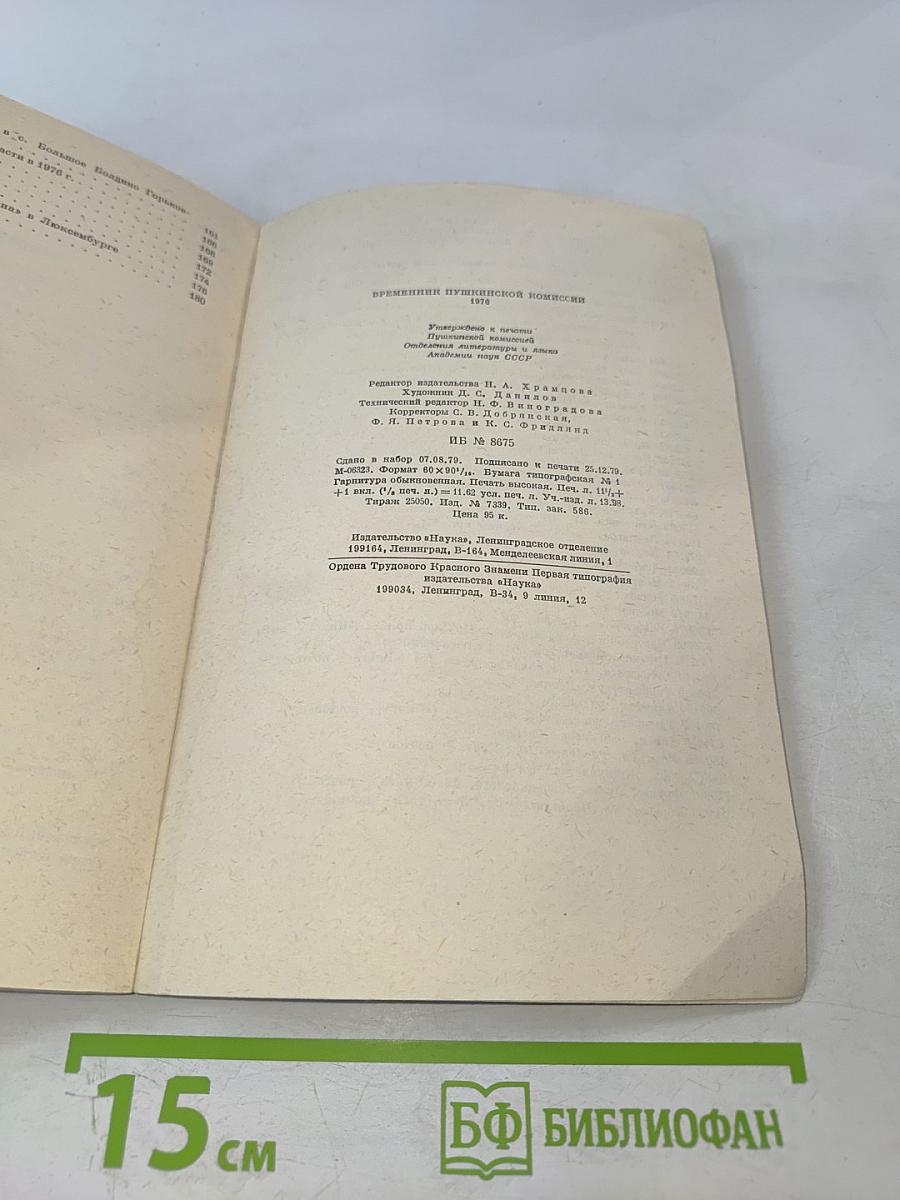 в с. Большое Болдино Горьков-
асти в 1976 г.
на» в Люксембурге
161
166
168
169
172
174
176
180
ВРЕМЕННИК ПУШКИНСКОЙ КОМИССИИ
1976
Утверждено к печати
Пушкинской комиссией
Отделения литературы и языка
Академии наук СССР
Редактор издательства Н. А. Храмцова
Художник Д. С. Данилов
Технический редактор Н. Ф. Виноградова
Корректоры С. В. Добрянская,
Ф. Я. Петрова и К. С. Фридлянд
ИБ № 8675
Сдано в набор 07.08.79. Подписано к печати 25.12.79.
М-06323. Формат 60×90¹/₁₆. Бумага типографская № 1
Гарнитура обыкновенная. Печать высокая. Печ. л. 11¹/₂+
+1 вкл. (¹/₈ печ. л.)=11.62 усл. печ. л. Уч.-изд. л. 13.98.
Тираж 25050. Изд. № 7339. Тип. зак. 586.
Цена 95 к.
Издательство «Наука», Ленинградское отделение
199164, Ленинград, В-164, Менделеевская линия, 1
Ордена Трудового Красного Знамени Первая типография
издательства «Наука»
199034, Ленинград, В-34, 9 линия, 12
15 см
БФ БИБЛИОФАН